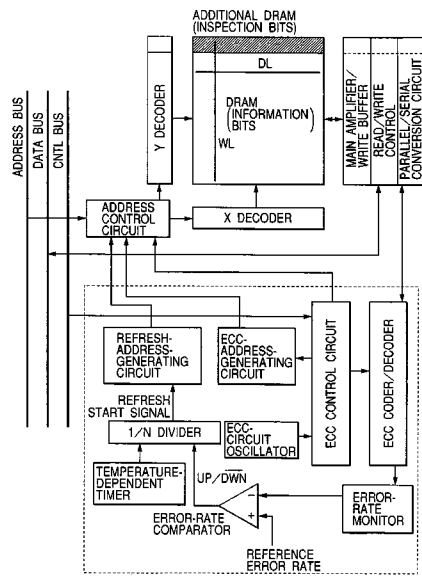 ADDITIONAL DRAM
(INSPECTION BITS)
DL
DRAM
(INFORMATION
BITS)
WL
Y DECODER
MAIN AMPLIFIER/
WRITE BUFFER
READ/WRITE
CONTROL
PARALLEL/SERIAL
CONVERSION CIRCUIT
ADDRESS BUS
DATA BUS
CNTL BUS
ADDRESS
CONTROL
CIRCUIT
X DECODER
REFRESH-
ADDRESS-
GENERATING
CIRCUIT
ECC-
ADDRESS-
GENERATING
CIRCUIT
ECC CONTROL CIRCUIT
ECC CODER/DECODER
REFRESH
START SIGNAL
1/N DIVIDER
ECC-
CIRCUIT
OSCILLATOR
TEMPERATURE-
DEPENDENT
TIMER
UP/DWN
−
+
ERROR-RATE
COMPARATOR
ERROR-
RATE
MONITOR
REFERENCE
ERROR RATE